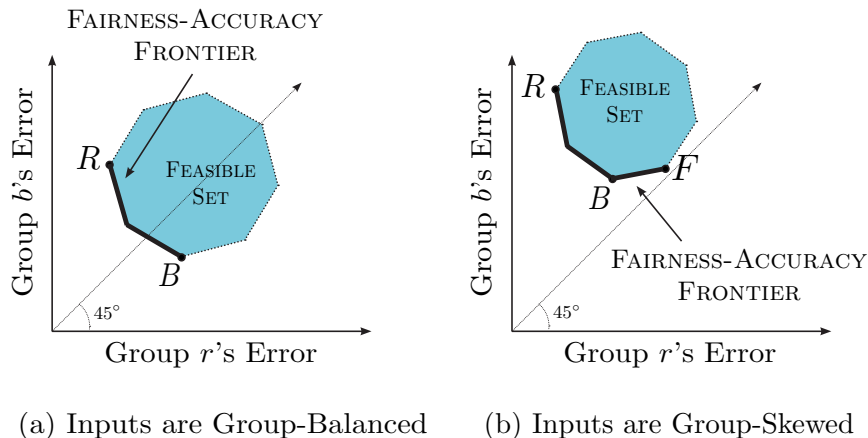 FAIRNESS-ACCURACY
FRONTIER
Group b's Error
R
FEASIBLE
SET
B
45°
Group r's Error
(a) Inputs are Group-Balanced
Group b's Error
R
FEASIBLE
SET
B
F
FAIRNESS-ACCURACY
FRONTIER
45°
Group r's Error
(b) Inputs are Group-Skewed